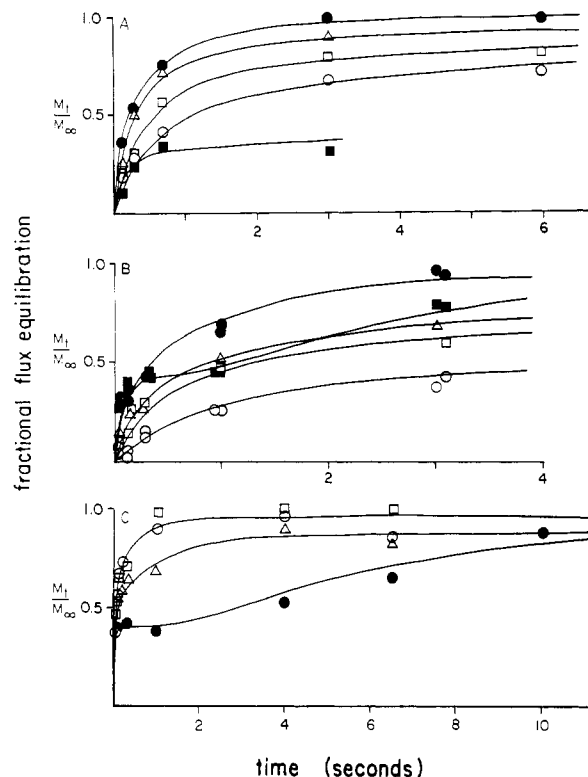 A
M_t
M_∞
0.5
1.0
2
4
6
B
M_t
M_∞
0.5
1.0
2
4
C
M_t
M_∞
0.5
1.0
2
4
6
8
10
fractional flux equilibration
time (seconds)